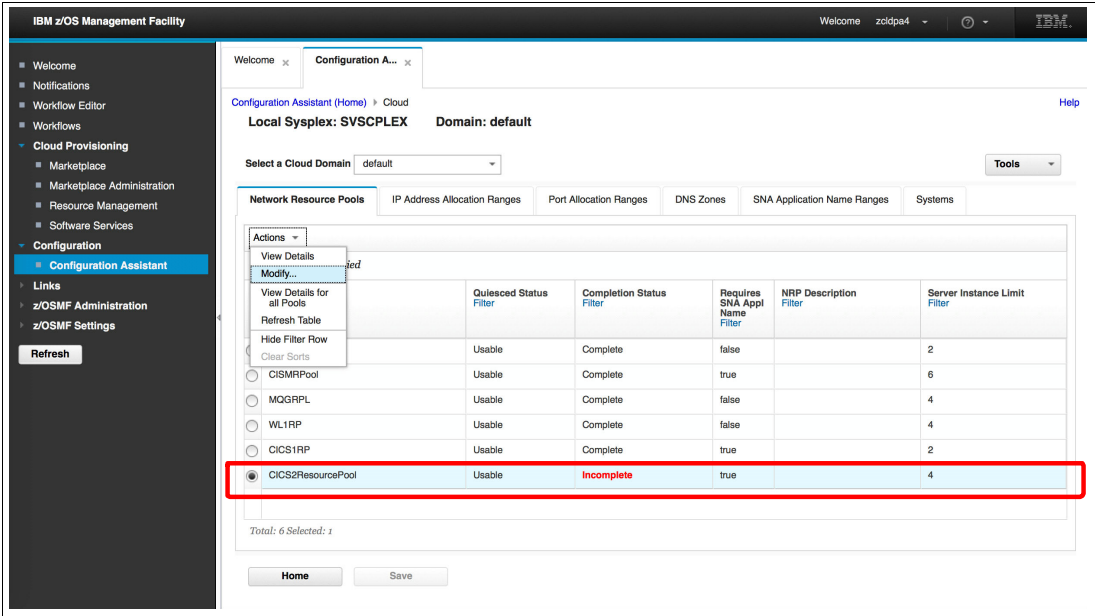 IBM z/OS Management Facility
Welcome zcldpa4
IBM
Welcome
Notifications
Workflow Editor
Workflows
Cloud Provisioning
Marketplace
Marketplace Administration
Resource Management
Software Services
Configuration
Configuration Assistant
Links
z/OSMF Administration
z/OSMF Settings
Refresh
Welcome
Configuration A...
Configuration Assistant (Home) Cloud
Help
Local Sysplex: SVSCPLEX Domain: default
Select a Cloud Domain default
Tools
Network Resource Pools IP Address Allocation Ranges Port Allocation Ranges DNS Zones SNA Application Name Ranges Systems
Actions
View Details
Modify...
View Details for
all Pools
Refresh Table
Hide Filter Row
Clear Sorts
Quiesced Status
Filter
Completion Status
Filter
Requires
SNA Appl
Name
Filter
NRP Description
Filter
Server Instance Limit
Filter
Usable Complete false 2
CISMRPool Usable Complete true 6
MQGRPL Usable Complete false 4
WL1RP Usable Complete false 4
CICS1RP Usable Complete true 2
CICS2ResourcePool Usable Incomplete true 4
Total: 6 Selected: 1
Home Save